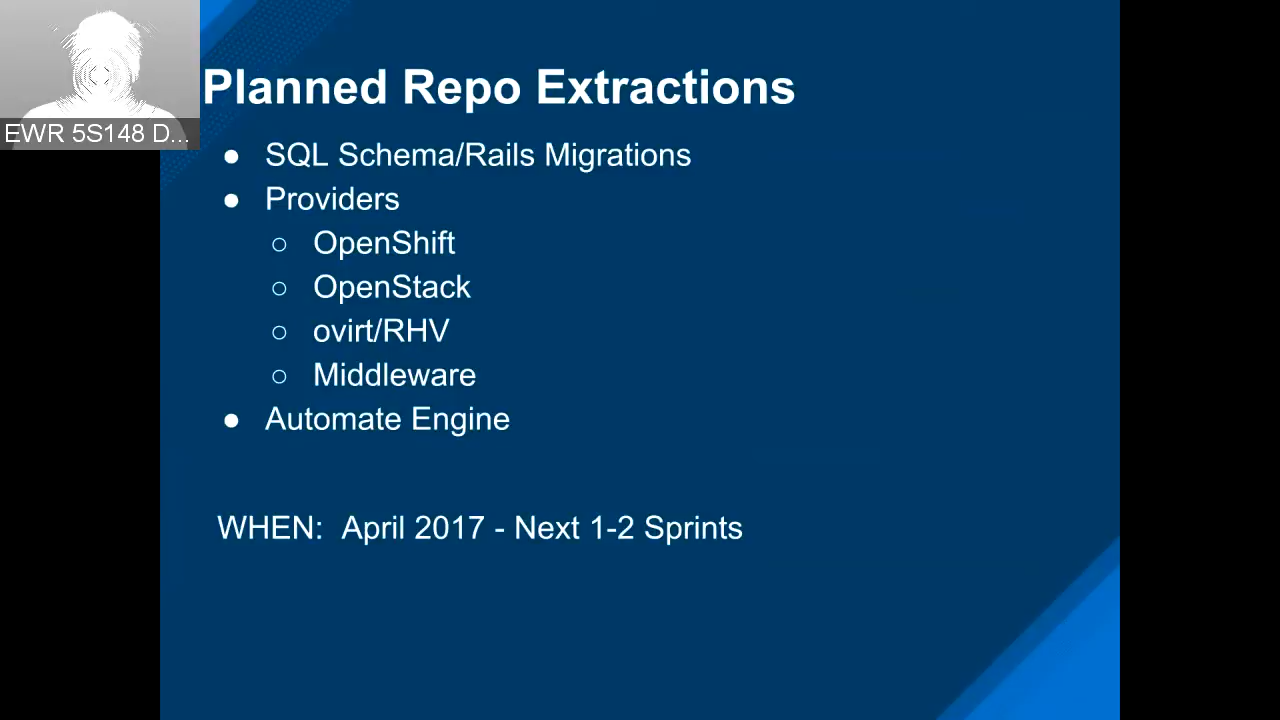 Planned Repo Extractions
EWR 5S148 D...
● SQL Schema/Rails Migrations
● Providers
○ OpenShift
○ OpenStack
○ ovirt/RHV
○ Middleware
● Automate Engine
WHEN: April 2017 - Next 1-2 Sprints